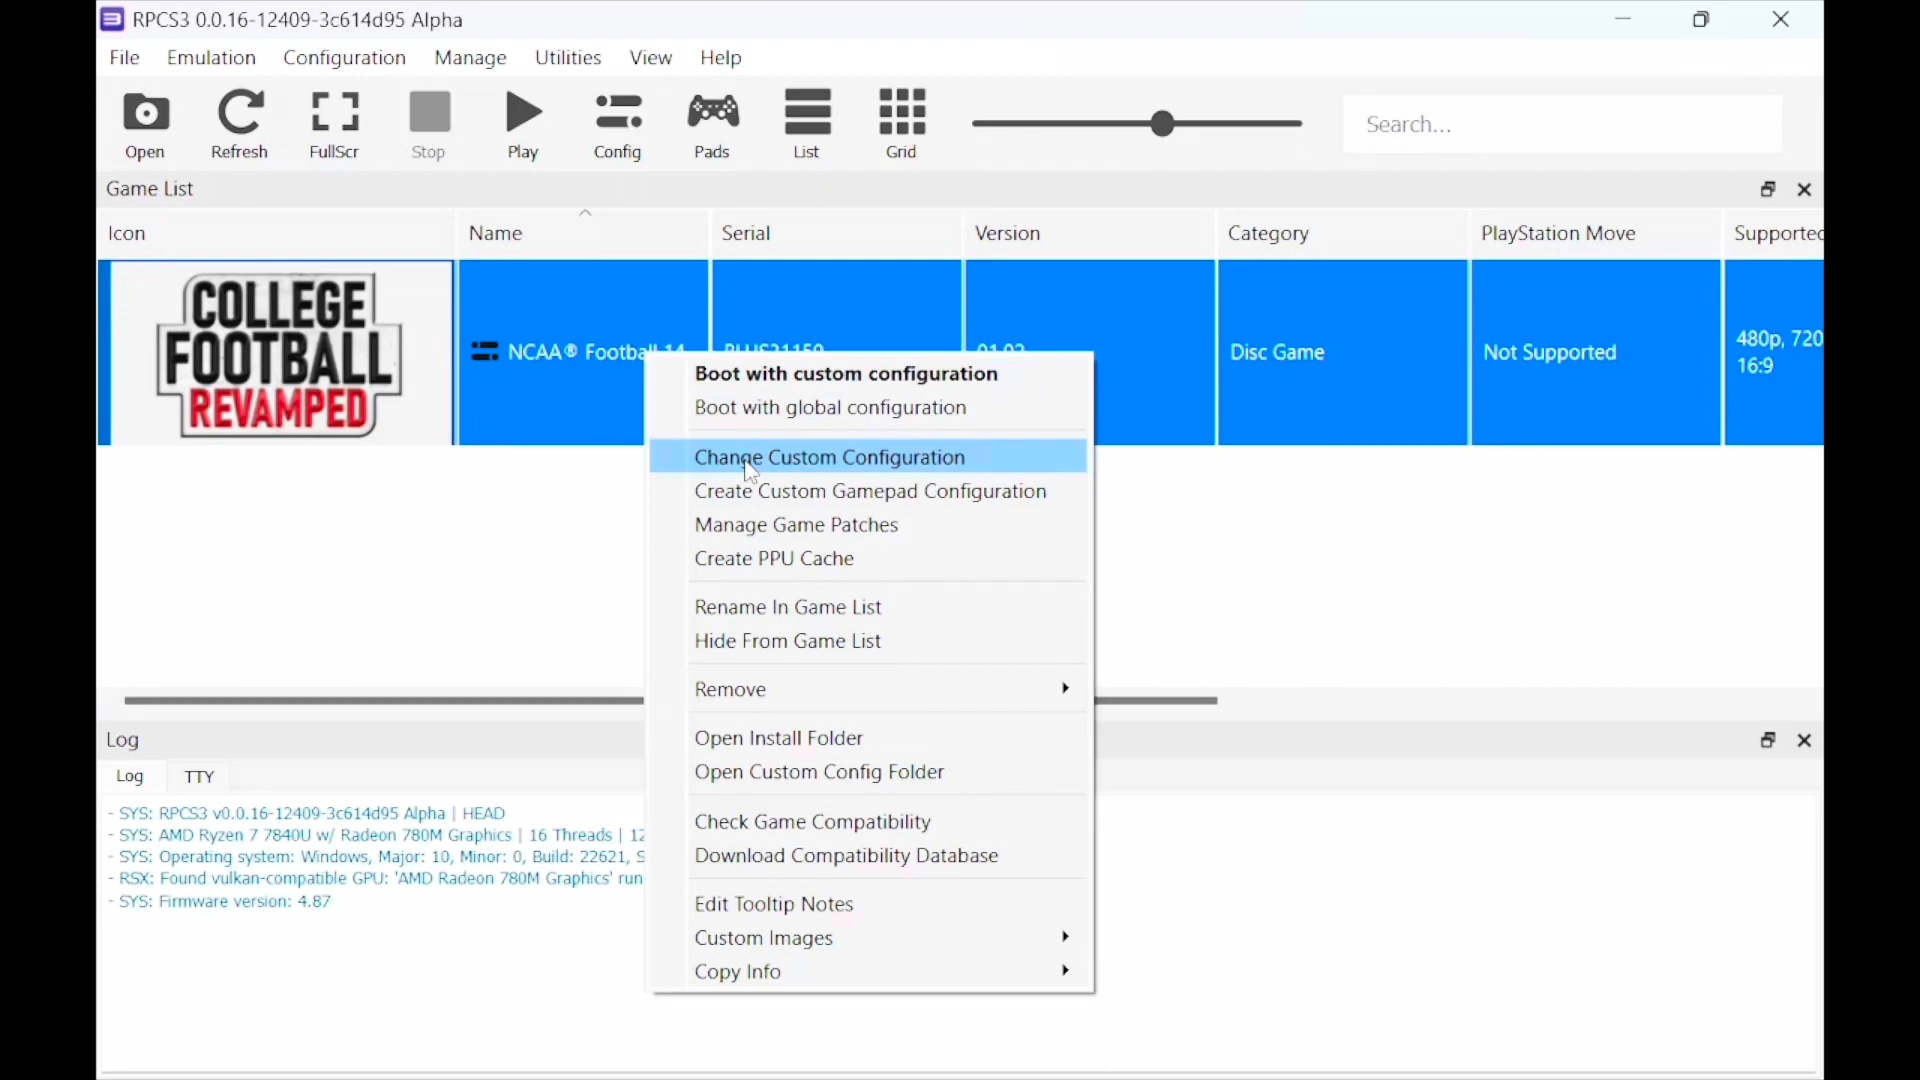 RPCS3 0.0.16-12409-3c614d95 Alpha
File Emulation Configuration Manage Utilities View Help
Open Refresh FullScr Stop Play Config Pads List Grid
Search...
Game List
Icon Name Serial Version Category PlayStation Move Supported
COLLEGE
FOOTBALL
REVAMPED
NCAA® Football 14
Disc Game
Not Supported
480p, 720
16:9
Boot with custom configuration
Boot with global configuration
Change Custom Configuration
Create Custom Gamepad Configuration
Manage Game Patches
Create PPU Cache
Rename In Game List
Hide From Game List
Remove
Open Install Folder
Open Custom Config Folder
Check Game Compatibility
Download Compatibility Database
Edit Tooltip Notes
Custom Images
Copy Info
Log
Log TTY
- SYS: RPCS3 v0.0.16-12409-3c614d95 Alpha | HEAD
- SYS: AMD Ryzen 7 7840U w/ Radeon 780M Graphics | 16 Threads | 12
- SYS: Operating system: Windows, Major: 10, Minor: 0, Build: 22621, S
- RSX: Found vulkan-compatible GPU: 'AMD Radeon 780M Graphics' run
- SYS: Firmware version: 4.87